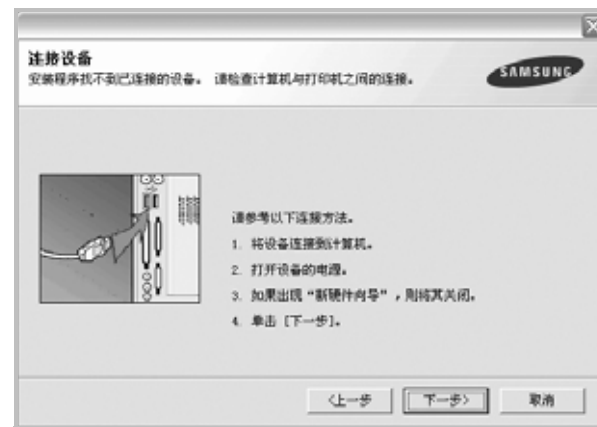 连接设备
安装程序找不到已连接的设备。 请检查计算机与打印机之间的连接。
SAMSUNG
请参考以下连接方法。
1. 将设备连接到计算机。
2. 打开设备的电源。
3. 如果出现“新硬件向导”，则将其关闭。
4. 单击 [下一步]。
<上一步
下一步>
取消